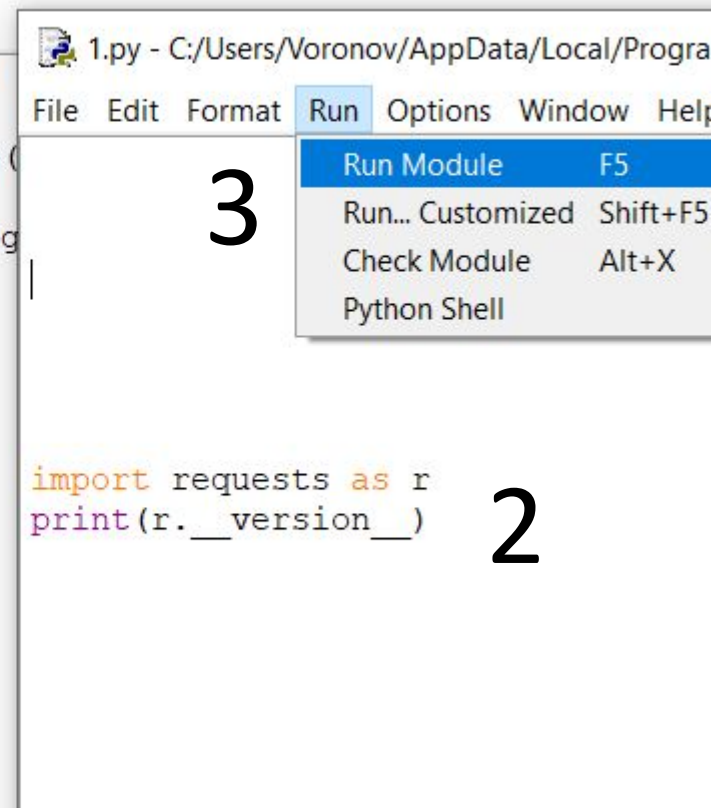 1.py - C:/Users/Voronov/AppData/Local/Progra
File Edit Format Run Options Window Help
Run Module F5
Run... Customized Shift+F5
Check Module Alt+X
Python Shell
3
import requests as r
print(r.__version__)
2